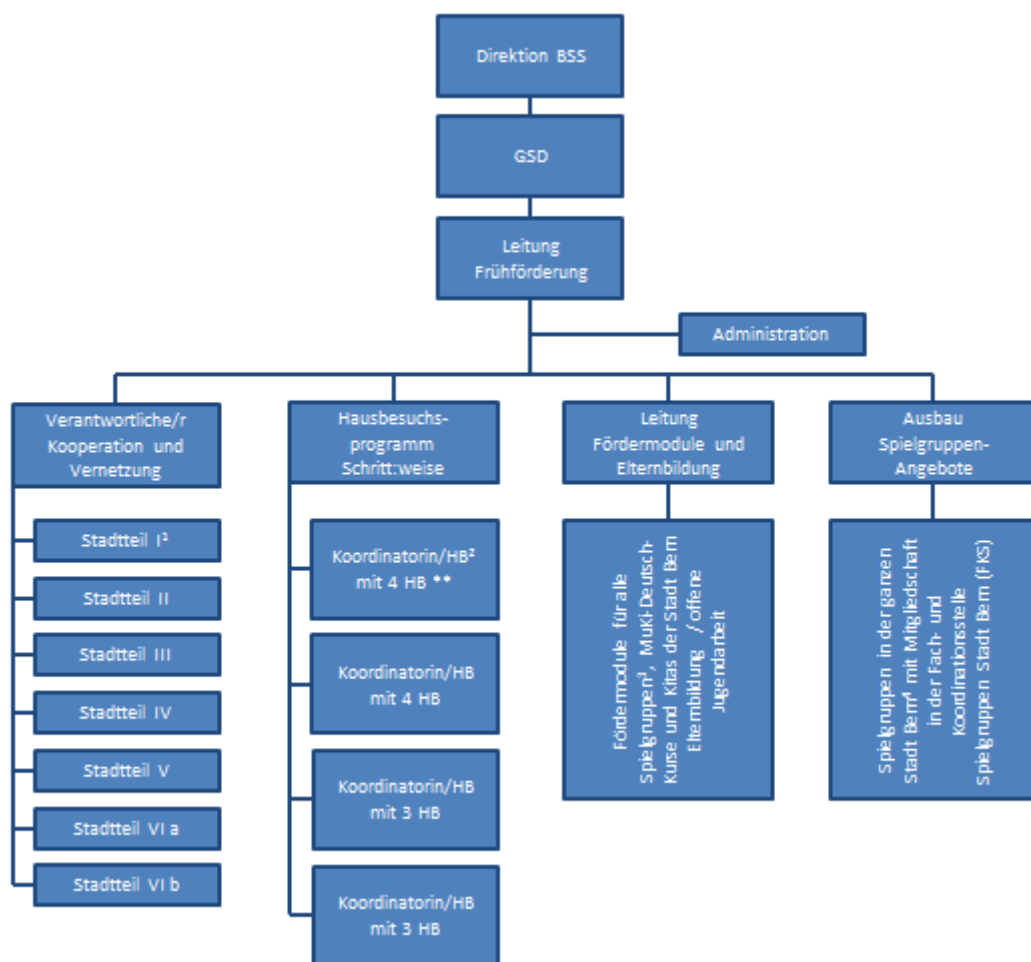 Direktion BSS
GSD
Leitung
Frühförderung
Administration
Verantwortliche/r
Kooperation und
Vernetzung
Stadtteil I¹
Stadtteil II
Stadtteil III
Stadtteil IV
Stadtteil V
Stadtteil VI a
Stadtteil VI b
Hausbesuchs-
programm
Schritt:weise
Koordinatorin/HB²
mit 4 HB **
Koordinatorin/HB
mit 4 HB
Koordinatorin/HB
mit 3 HB
Koordinatorin/HB
mit 3 HB
Leitung
Fördermodule und
Elternbildung
Fördermodule für alle
Spielgruppen³, MuKi-Deutsch-
Kurse und Kitas der Stadt Bern
Elternbildung / offene
Jugendarbeit
Ausbau
Spielgruppen-
Angebote
Spielgruppen in der ganzen
Stadt Bern⁴ mit Mitgliedschaft
in der Fach- und
Koordinationsstelle
Spielgruppen Stadt Bern (FKS)